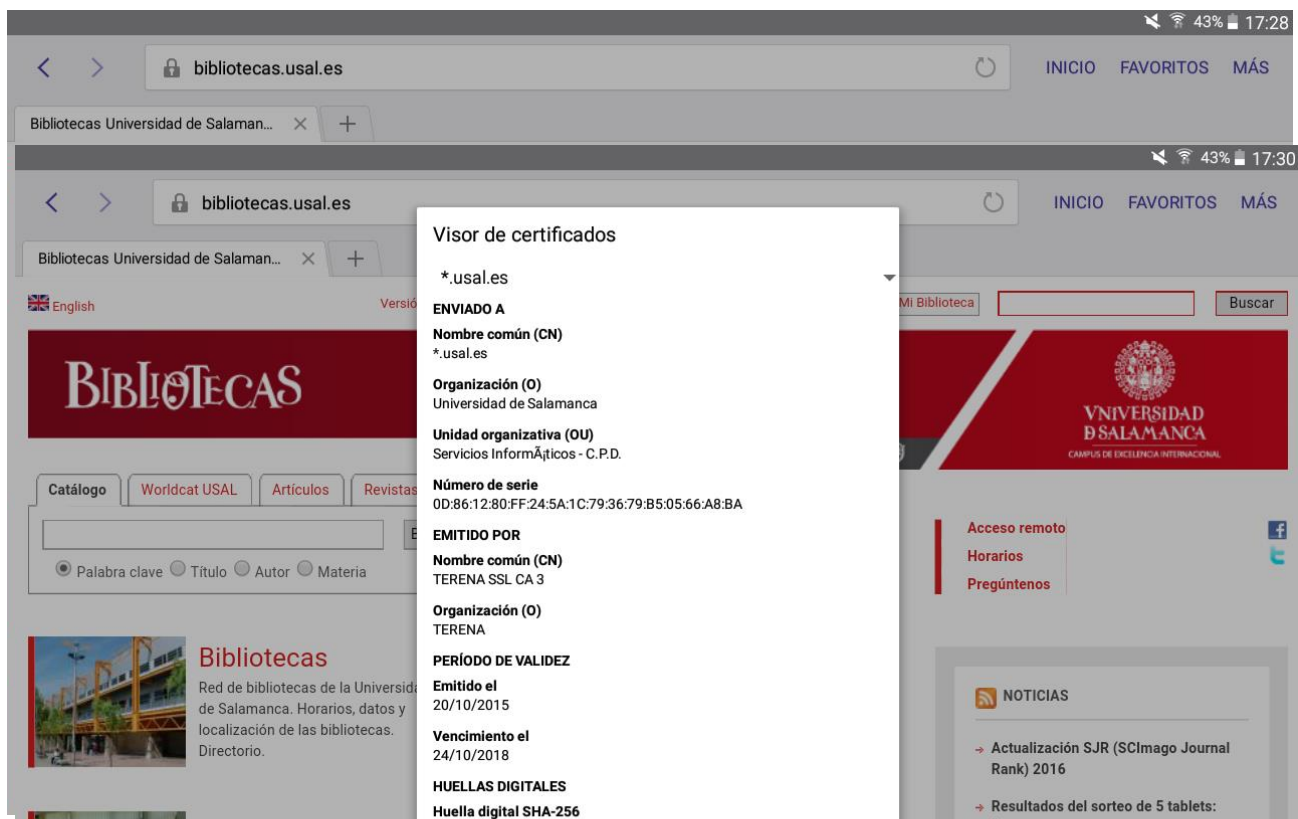 43% 17:28
bibliotecas.usal.es
INICIO FAVORITOS MÁS
Bibliotecas Universidad de Salaman...
43% 17:30
bibliotecas.usal.es
INICIO FAVORITOS MÁS
Bibliotecas Universidad de Salaman...
English
Versió
Mi Biblioteca
Buscar
BIBLIOTECAS
VNIVERSIDAD
D SALAMANCA
CAMPUS DE EXCELENCIA INTERNACIONAL
Visor de certificados
*.usal.es
ENVIADO A
Nombre común (CN)
*.usal.es
Organización (O)
Universidad de Salamanca
Unidad organizativa (OU)
Servicios InformÃ¡ticos - C.P.D.
Número de serie
0D:86:12:80:FF:24:5A:1C:79:36:79:B5:05:66:A8:BA
EMITIDO POR
Nombre común (CN)
TERENA SSL CA 3
Organización (O)
TERENA
PERÍODO DE VALIDEZ
Emitido el
20/10/2015
Vencimiento el
24/10/2018
HUELLAS DIGITALES
Huella digital SHA-256
Catálogo Worldcat USAL Artículos Revistas
Palabra clave Título Autor Materia
Acceso remoto
Horarios
Pregúntenos
Bibliotecas
Red de bibliotecas de la Universida
de Salamanca. Horarios, datos y
localización de las bibliotecas.
Directorio.
NOTICIAS
Actualización SJR (SCImago Journal
Rank) 2016
Resultados del sorteo de 5 tablets: